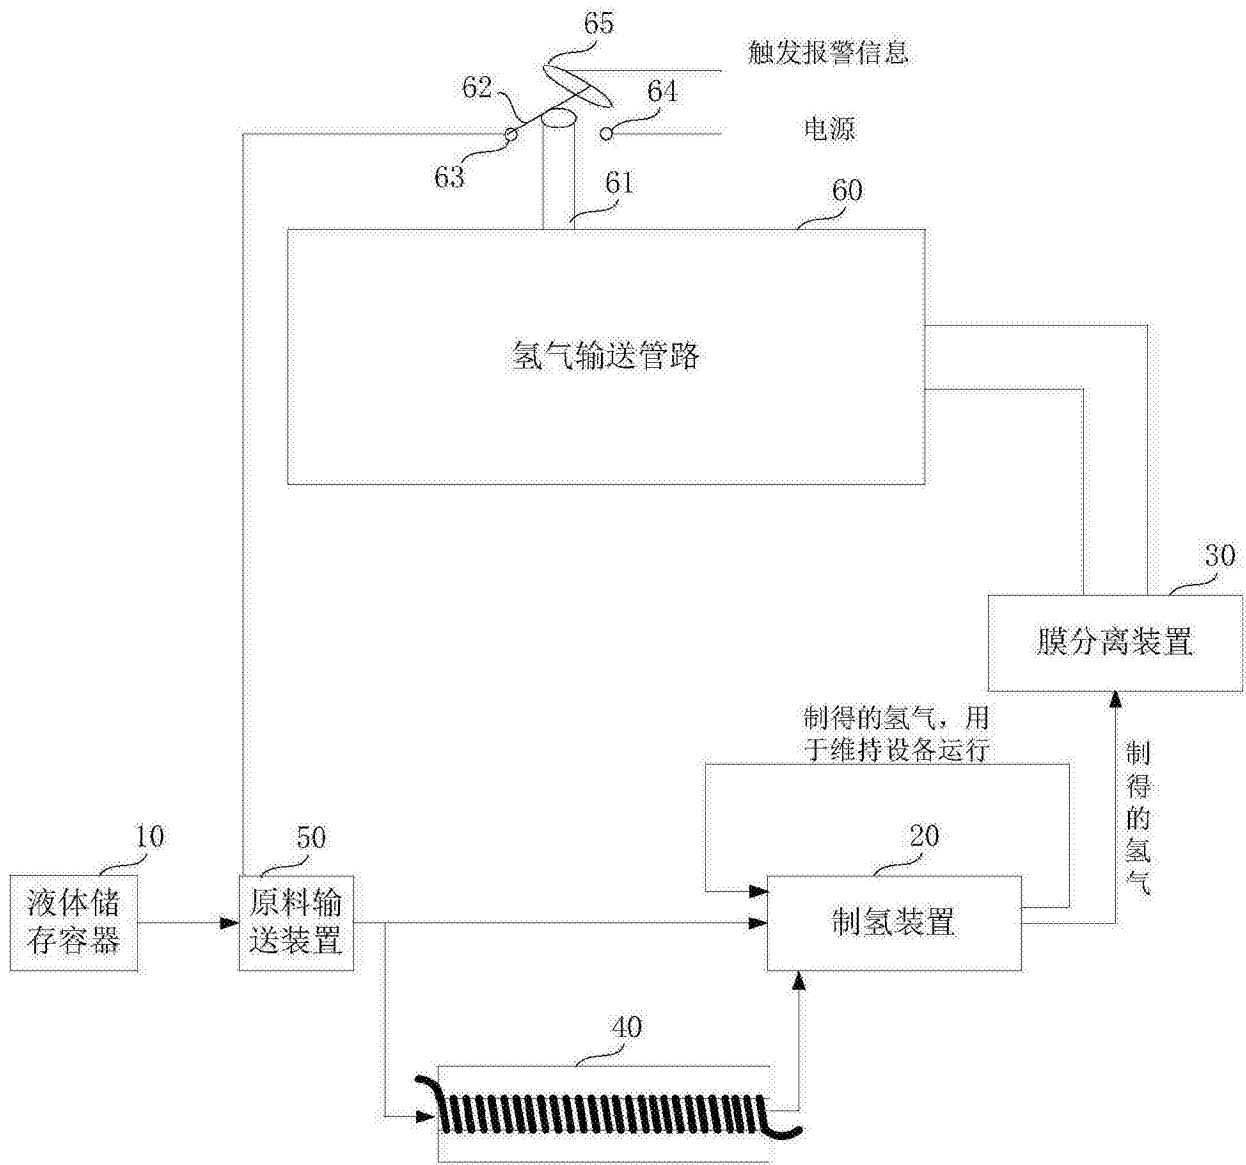 65
触发报警信息
62
64
电源
63
61
60
氢气输送管路
30
膜分离装置
制得的氢气，用
于维持设备运行
制得的氢气
10
50
20
液体储
存容器
原料输
送装置
制氢装置
40